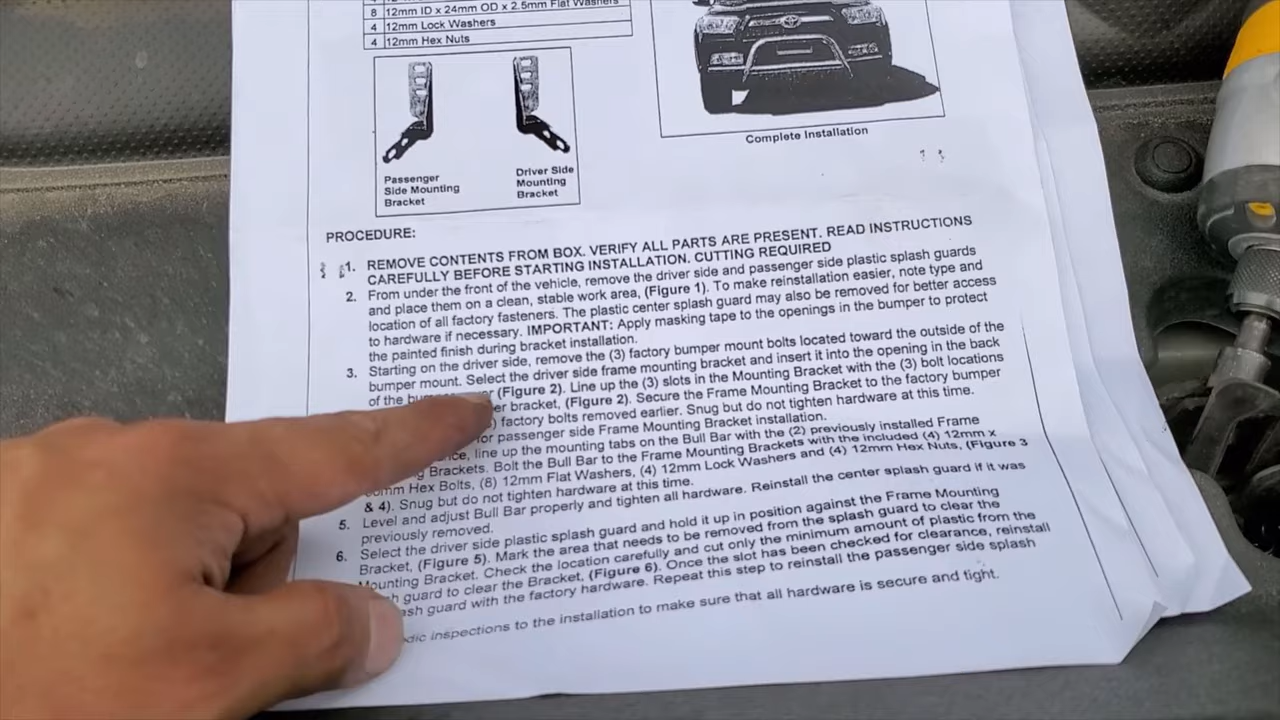 8 12mm ID x 24mm OD x 2.5mm Flat Washers
4 12mm Lock Washers
4 12mm Hex Nuts
Passenger
Side Mounting
Bracket
Driver Side
Mounting
Bracket
Complete Installation
PROCEDURE:
1. REMOVE CONTENTS FROM BOX. VERIFY ALL PARTS ARE PRESENT. READ INSTRUCTIONS
CAREFULLY BEFORE STARTING INSTALLATION. CUTTING REQUIRED
2. From under the front of the vehicle, remove the driver side and passenger side plastic splash guards
and place them on a clean, stable work area, (Figure 1). To make reinstallation easier, note type and
location of all factory fasteners. The plastic center splash guard may also be removed for better access
to hardware if necessary. IMPORTANT: Apply masking tape to the openings in the bumper to protect
the painted finish during bracket installation.
3. Starting on the driver side, remove the (3) factory bumper mount bolts located toward the outside of the
bumper mount. Select the driver side frame mounting bracket and insert it into the opening in the back
of the (Figure 2). Line up the (3) slots in the Mounting Bracket with the (3) bolt locations
bracket, (Figure 2). Secure the Frame Mounting Bracket to the factory bumper
factory bolts removed earlier. Snug but do not tighten hardware at this time.
for passenger side Frame Mounting Bracket installation.
line up the mounting tabs on the Bull Bar with the (2) previously installed Frame
Brackets. Bolt the Bull Bar to the Frame Mounting Brackets with the included (4) 12mm x
Hex Bolts, (8) 12mm Flat Washers, (4) 12mm Lock Washers and (4) 12mm Hex Nuts, (Figure 3
& 4). Snug but do not tighten hardware at this time.
5. Level and adjust Bull Bar properly and tighten all hardware. Reinstall the center splash guard if it was
previously removed.
6. Select the driver side plastic splash guard and hold it up in position against the Frame Mounting
Bracket, (Figure 5). Mark the area that needs to be removed from the splash guard to clear the
Mounting Bracket. Check the location carefully and cut only the minimum amount of plastic from the
guard to clear the Bracket, (Figure 6). Once the slot has been checked for clearance, reinstall
guard with the factory hardware. Repeat this step to reinstall the passenger side splash
inspections to the installation to make sure that all hardware is secure and tight.